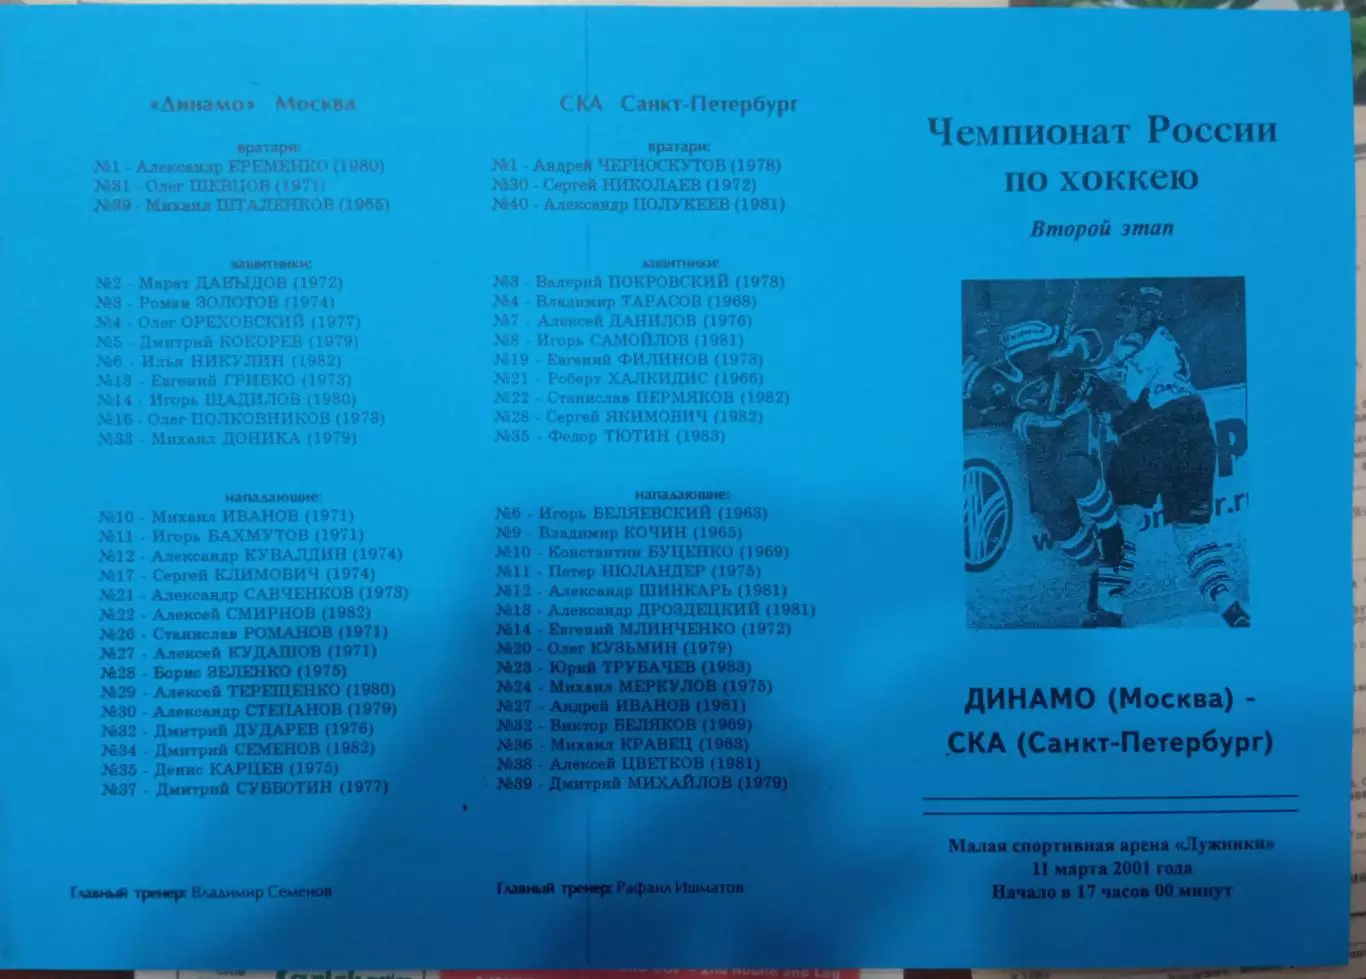 «Динамо» Москва
вратари:
№1 - Александр ЕРЕМЕНКО (1980)
№31 - Олег ШЕВЦОВ (1971)
№39 - Михаил ШТАЛЕНКОВ (1965)
защитники:
№2 - Марат ДАВЫДОВ (1972)
№3 - Роман ЗОЛОТОВ (1974)
№4 - Олег ОРЕХОВСКИЙ (1977)
№5 - Дмитрий КОКОРЕВ (1979)
№6 - Илья НИКУЛИН (1982)
№13 - Евгений ГРИБКО (1973)
№14 - Игорь ЩАДИЛОВ (1980)
№16 - Олег ПОЛКОВНИКОВ (1973)
№33 - Михаил ДОНИКА (1979)
нападающие:
№10 - Михаил ИВАНОВ (1971)
№11 - Игорь БАХМУТОВ (1971)
№12 - Александр КУВАЛДИН (1974)
№17 - Сергей КЛИМОВИЧ (1974)
№21 - Александр САВЧЕНКОВ (1973)
№22 - Алексей СМИРНОВ (1982)
№26 - Станислав РОМАНОВ (1971)
№27 - Алексей КУДАШОВ (1971)
№28 - Борис ЗЕЛЕНКО (1975)
№29 - Алексей ТЕРЕЩЕНКО (1980)
№30 - Александр СТЕПАНОВ (1979)
№32 - Дмитрий ДУДАРЕВ (1976)
№34 - Дмитрий СЕМЕНОВ (1982)
№35 - Денис КАРЦЕВ (1975)
№37 - Дмитрий СУББОТИН (1977)
Главный тренер: Владимир Семенов
СКА Санкт-Петербург
вратари:
№1 - Андрей ЧЕРНОСКУТОВ (1978)
№30 - Сергей НИКОЛАЕВ (1972)
№40 - Александр ПОЛУКЕЕВ (1981)
защитники:
№3 - Валерий ПОКРОВСКИЙ (1978)
№4 - Владимир ТАРАСОВ (1968)
№7 - Алексей ДАНИЛОВ (1976)
№8 - Игорь САМОЙЛОВ (1981)
№19 - Евгений ФИЛИНОВ (1973)
№21 - Роберт ХАЛКИДИС (1966)
№22 - Станислав ПЕРМЯКОВ (1982)
№28 - Сергей ЯКИМОВИЧ (1982)
№35 - Федор ТЮТИН (1983)
нападающие:
№6 - Игорь БЕЛЯЕВСКИЙ (1963)
№9 - Владимир КОЧИН (1965)
№10 - Константин БУЦЕНКО (1969)
№11 - Петер НЮЛАНДЕР (1975)
№12 - Александр ШИНКАРЬ (1981)
№13 - Александр ДРОЗДЕЦКИЙ (1981)
№14 - Евгений МЛИНЧЕНКО (1972)
№20 - Олег КУЗЬМИН (1979)
№23 - Юрий ТРУБАЧЕВ (1983)
№24 - Михаил МЕРКУЛОВ (1975)
№27 - Андрей ИВАНОВ (1981)
№32 - Виктор БЕЛЯКОВ (1969)
№36 - Михаил КРАВЕЦ (1963)
№38 - Алексей ЦВЕТКОВ (1981)
№39 - Дмитрий МИХАЙЛОВ (1979)
Главный тренер: Рафаил Ишматов
Чемпионат России
по хоккею
Второй этап
ДИНАМО (Москва) -
СКА (Санкт-Петербург)
Малая спортивная арена «Лужники»
11 марта 2001 года
Начало в 17 часов 00 минут